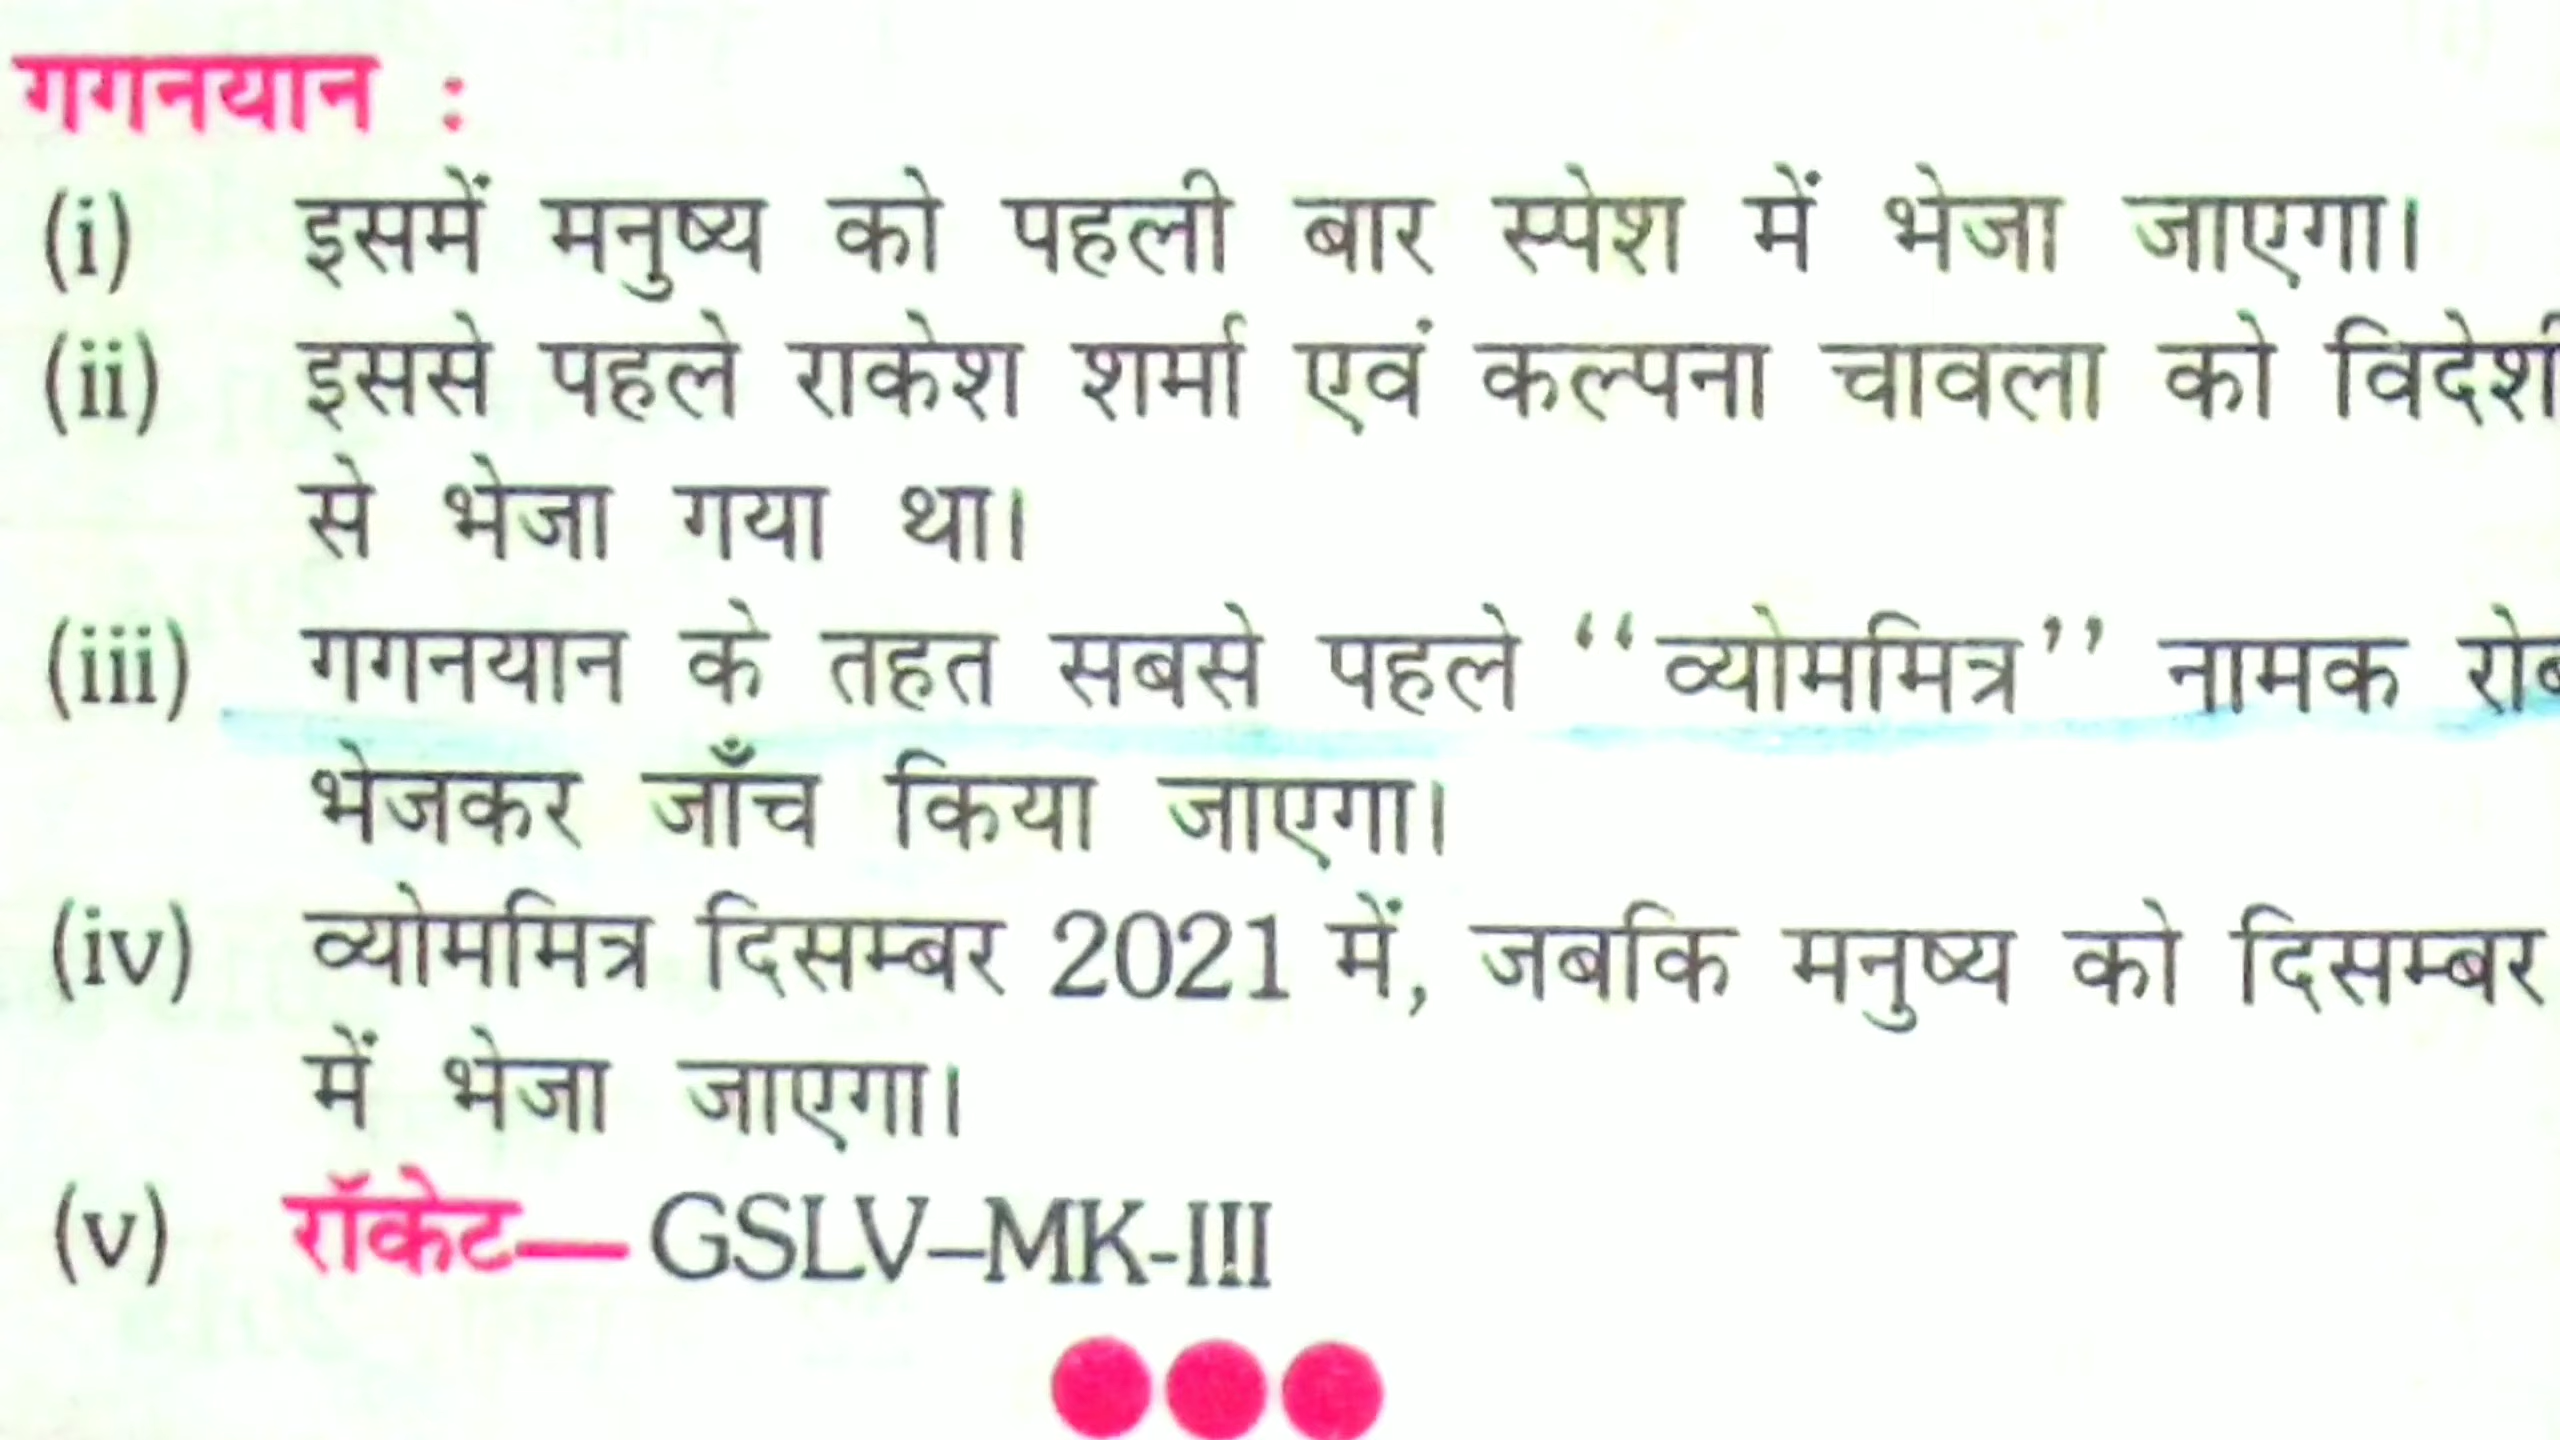 गगनयान :
(i) इसमें मनुष्य को पहली बार स्पेश में भेजा जाएगा।
(ii) इससे पहले राकेश शर्मा एवं कल्पना चावला को
से भेजा गया था।
(iii) गगनयान के तहत सबसे पहले “व्योममित्र” नामक
भेजकर जाँच किया जाएगा।
(iv) व्योममित्र दिसम्बर 2021 में, जबकि मनुष्य को दिसम्बर
में भेजा जाएगा।
(v) रॉकेट— GSLV–MK-III